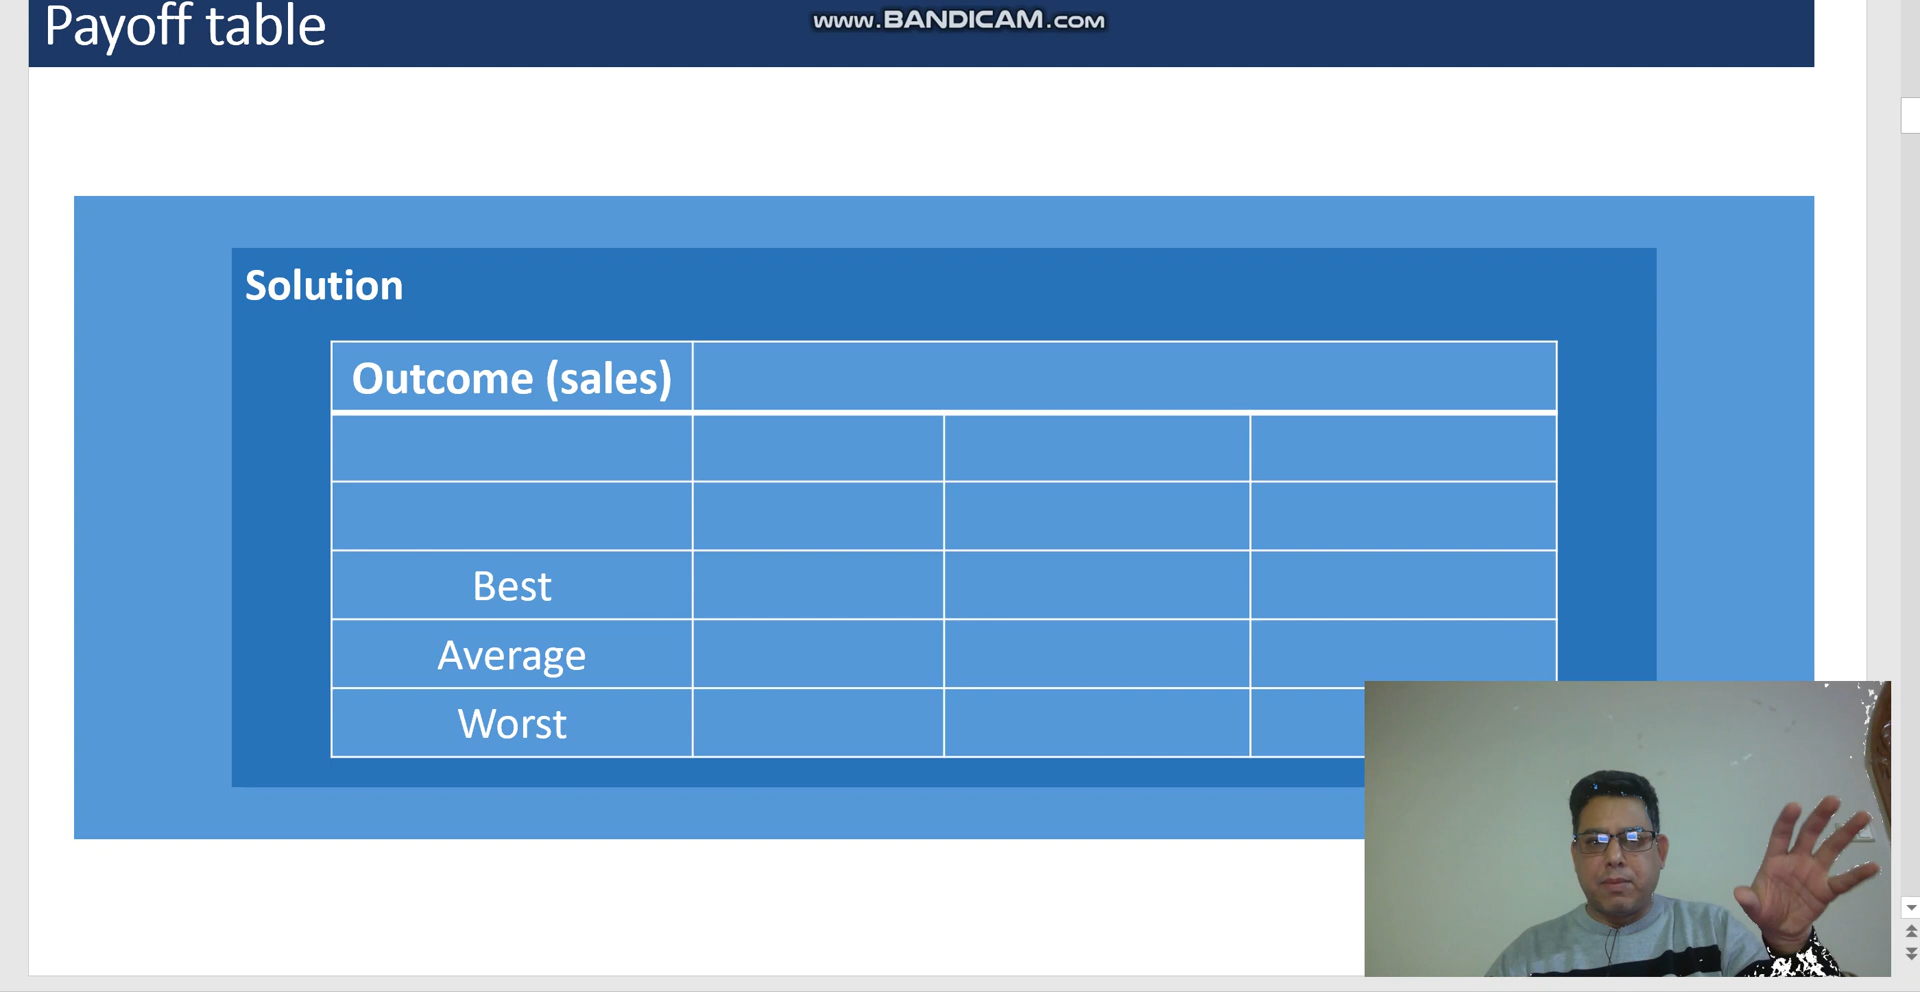 Payoff table
www.BANDICAM.com
Solution
Outcome (sales)
Best
Average
Worst